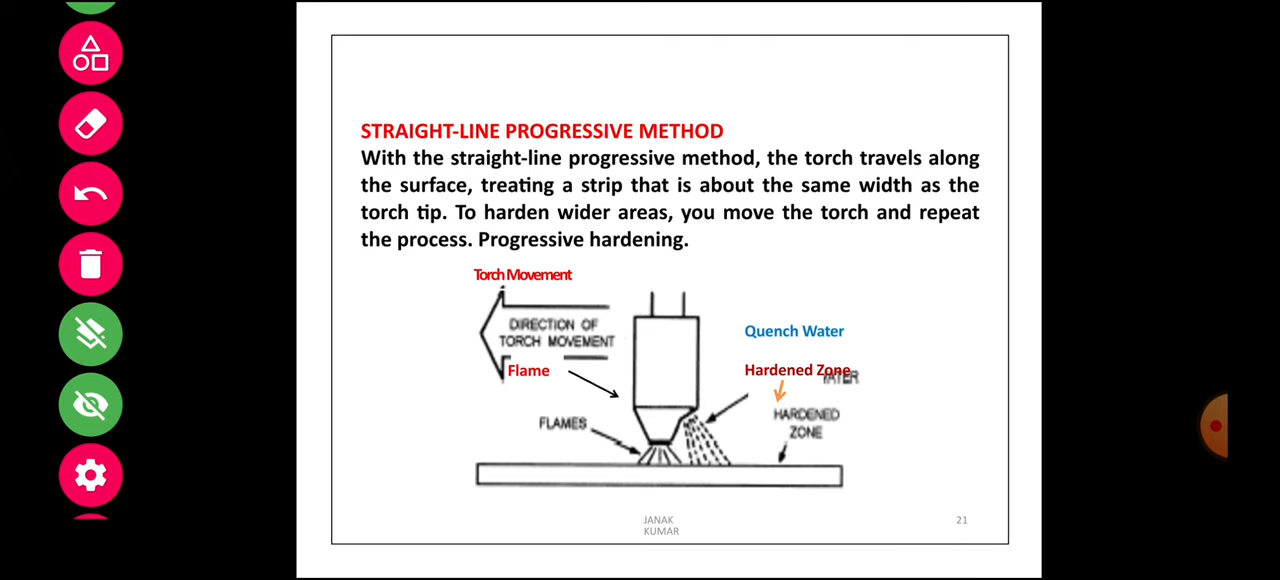 STRAIGHT-LINE PROGRESSIVE METHOD
With the straight-line progressive method, the torch travels along
the surface, treating a strip that is about the same width as the
torch tip. To harden wider areas, you move the torch and repeat
the process. Progressive hardening.
Torch Movement
DIRECTION OF
TORCH MOVEMENT
Quench Water
Flame
Hardened Zone
FLAMES
HARDENED
ZONE
JANAK
KUMAR
21